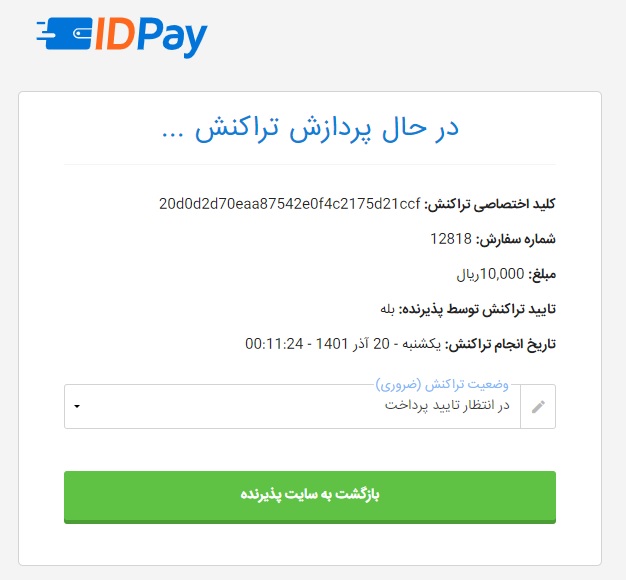 IDPay
در حال پردازش تراکنش ...
کلید اختصاصی تراکنش: 20d0d2d70eaa87542e0f4c2175d21ccf
شماره سفارش: 12818
مبلغ: 10,000ریال
تایید تراکنش توسط پذیرنده: بله
تاریخ انجام تراکنش: یکشنبه - 20 آذر 1401 - 00:11:24
وضعیت تراکنش (ضروری)
در انتظار تایید پرداخت
بازگشت به سایت پذیرنده